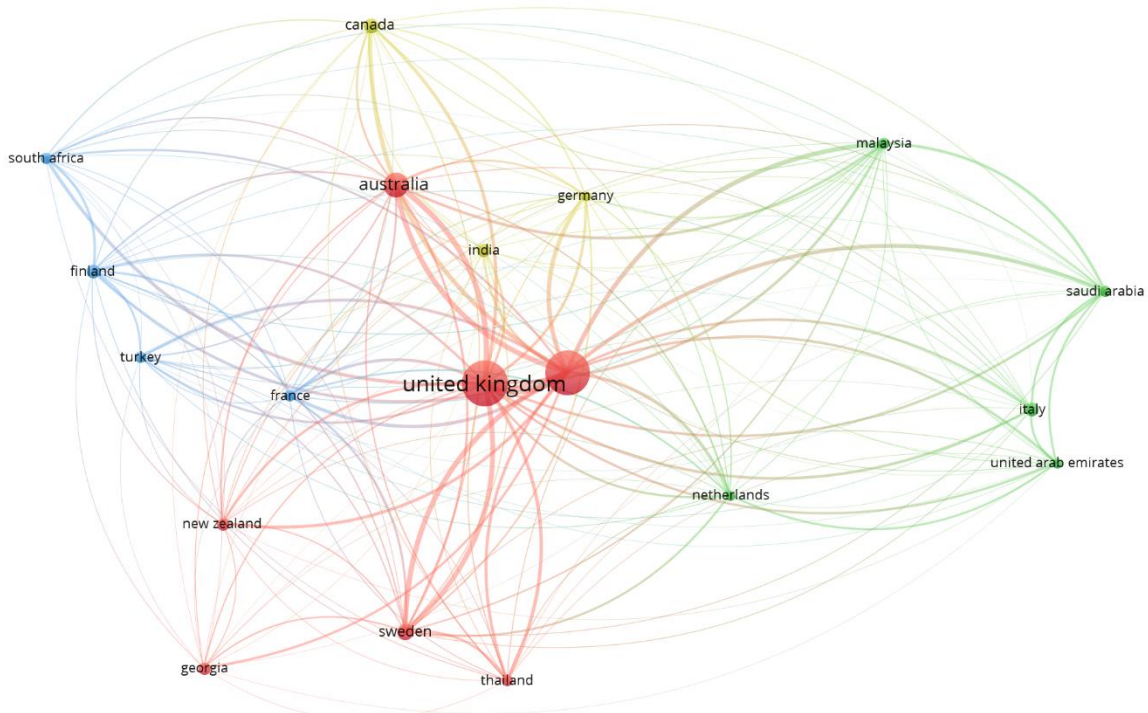 canada
south africa
malaysia
australia
germany
india
finland
saudi arabia
turkey
united kingdom
france
italy
united arab emirates
netherlands
new zealand
sweden
georgia
thailand